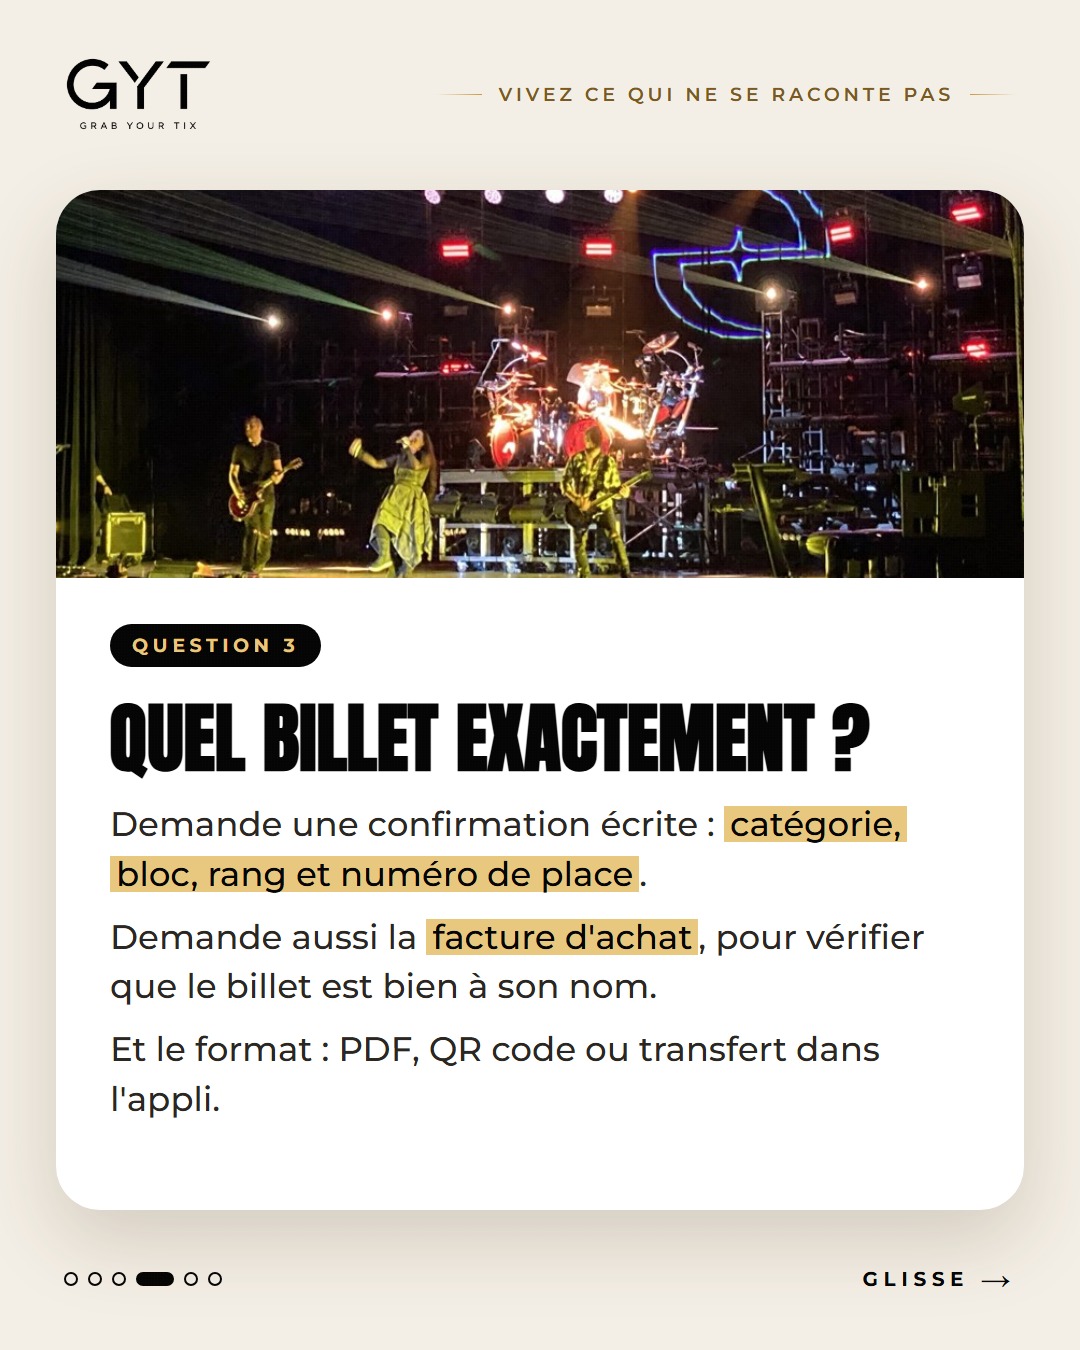 GYT
GRAB YOUR TIX
VIVEZ CE QUI NE SE RACONTE PAS
QUESTION 3
QUEL BILLET EXACTEMENT ?
Demande une confirmation écrite : catégorie,
bloc, rang et numéro de place.
Demande aussi la facture d'achat, pour vérifier
que le billet est bien à son nom.
Et le format : PDF, QR code ou transfert dans
l'appli.
GLISSE →